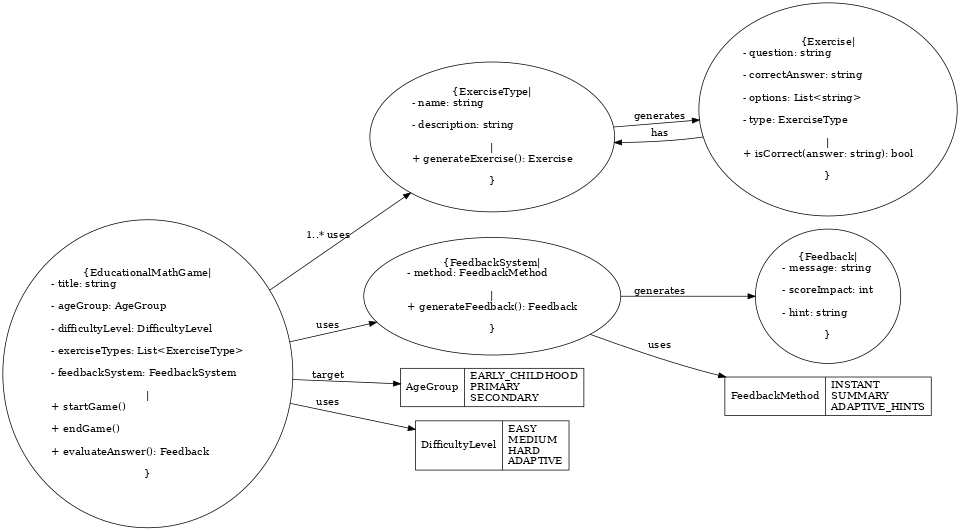 {EducationalMathGame|
- title: string
- ageGroup: AgeGroup
- difficultyLevel: DifficultyLevel
- exerciseTypes: List<ExerciseType>
- feedbackSystem: FeedbackSystem
|
+ startGame()
+ endGame()
+ evaluateAnswer(): Feedback
}
1..* uses
uses
target
uses
{ExerciseType|
- name: string
- description: string
|
+ generateExercise(): Exercise
}
generates
has
{Exercise|
- question: string
- correctAnswer: string
- options: List<string>
- type: ExerciseType
|
+ isCorrect(answer: string): bool
}
{FeedbackSystem|
- method: FeedbackMethod
|
+ generateFeedback(): Feedback
}
generates
uses
{Feedback|
- message: string
- scoreImpact: int
- hint: string
}
AgeGroup
EARLY_CHILDHOOD
PRIMARY
SECONDARY
DifficultyLevel
EASY
MEDIUM
HARD
ADAPTIVE
FeedbackMethod
INSTANT
SUMMARY
ADAPTIVE_HINTS